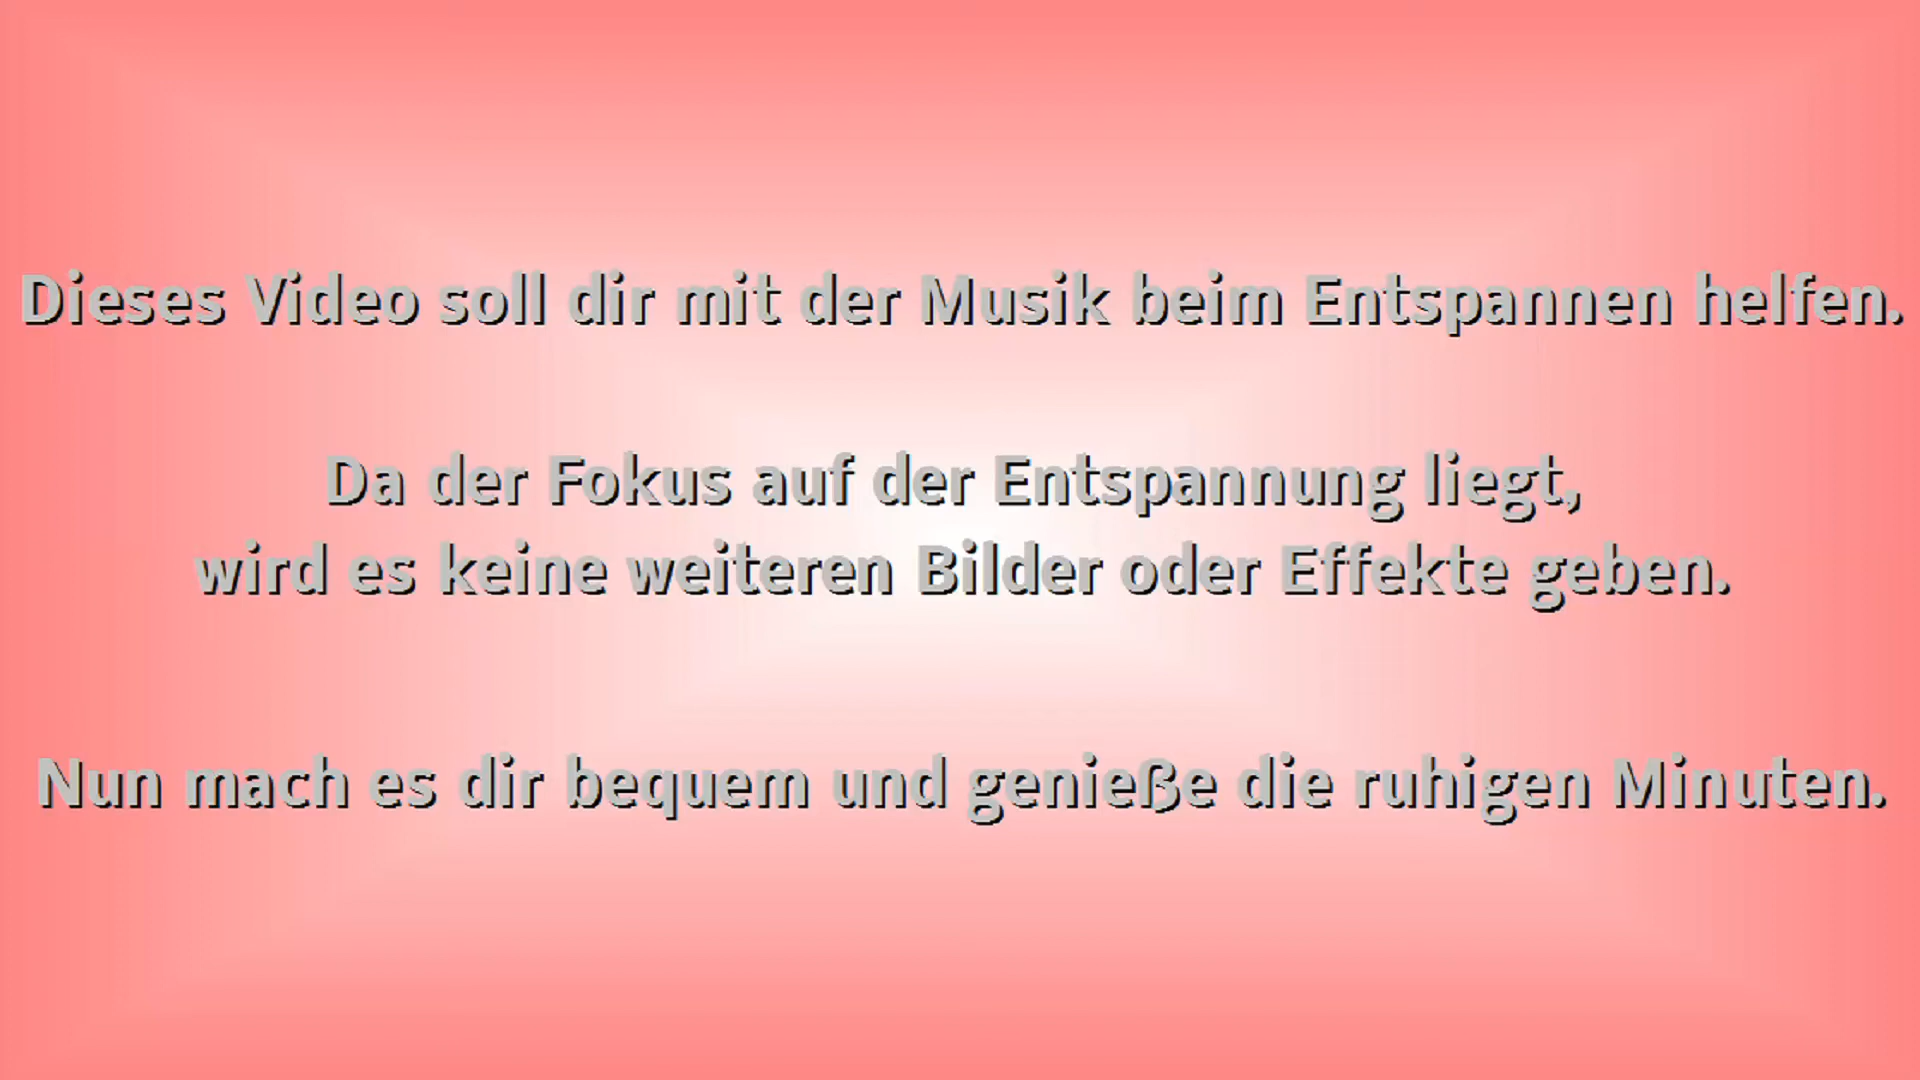 Dieses Video soll dir mit der Musik beim Entspannen helfen.
Da der Fokus auf der Entspannung liegt,
wird es keine weiteren Bilder oder Effekte geben.
Nun mach es dir bequem und genieße die ruhigen Minuten.